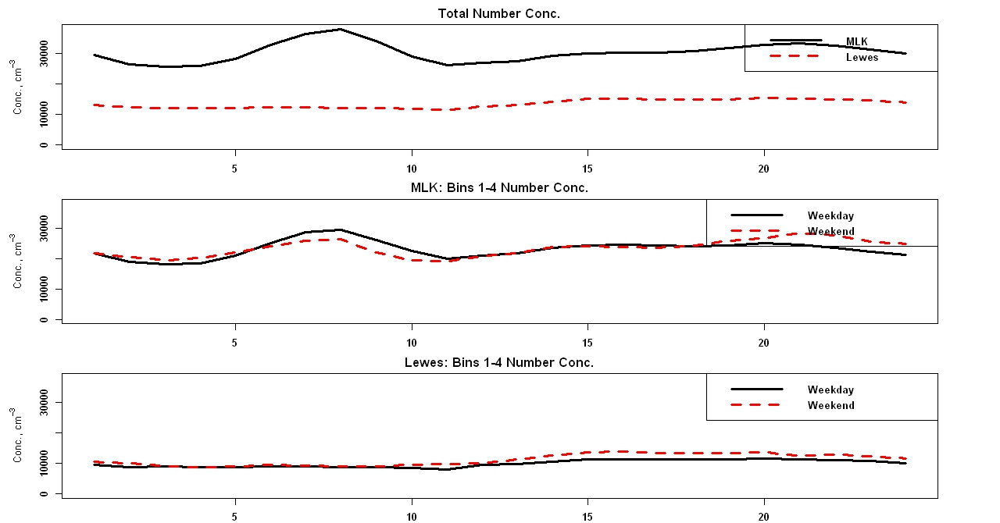 Total Number Conc.
Conc., cm⁻³
30000
10000
0
MLK
Lewes
5 10 15 20
MLK: Bins 1-4 Number Conc.
Conc., cm⁻³
30000
10000
0
Weekday
Weekend
5 10 15 20
Lewes: Bins 1-4 Number Conc.
Conc., cm⁻³
30000
10000
0
Weekday
Weekend
5 10 15 20